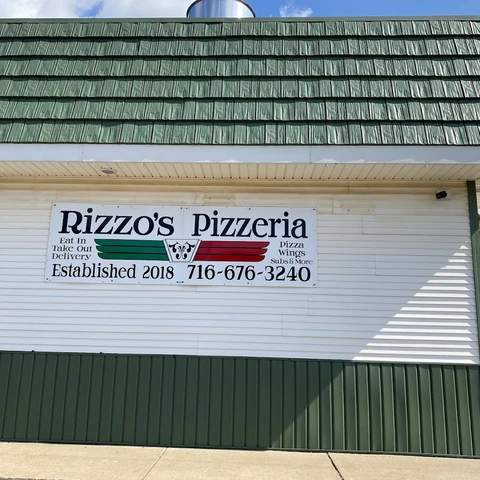 Rizzo's Pizzeria
Eat In
Take Out
Delivery
Pizza
Wings
Subs & More
Established 2018 716-676-3240